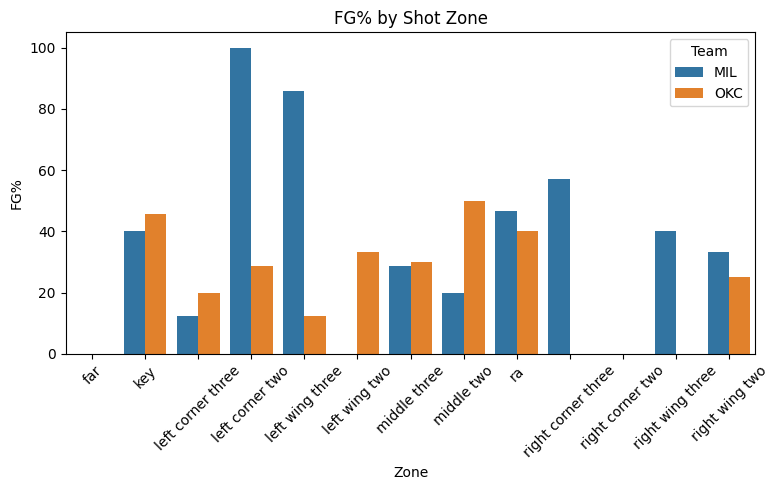 FG% by Shot Zone
Team
MIL
OKC
FG%
100
80
60
40
20
0
far
key
left corner three
left corner two
left wing three
left wing two
middle three
middle two
ra
right corner three
right corner two
right wing three
right wing two
Zone